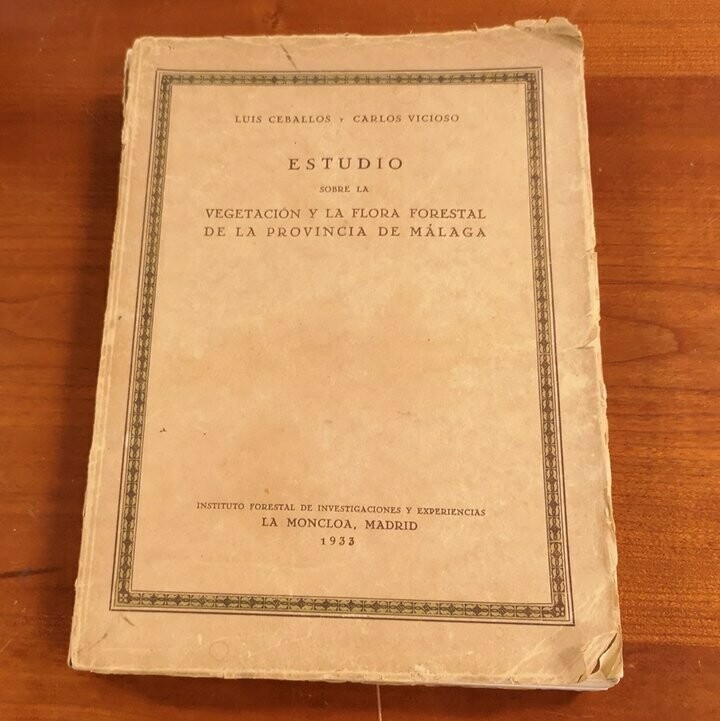 LUIS CEBALLOS Y CARLOS VICIOSO
ESTUDIO
SOBRE LA
VEGETACIÓN Y LA FLORA FORESTAL
DE LA PROVINCIA DE MÁLAGA
INSTITUTO FORESTAL DE INVESTIGACIONES Y EXPERIENCIAS
LA MONCLOA, MADRID
1933